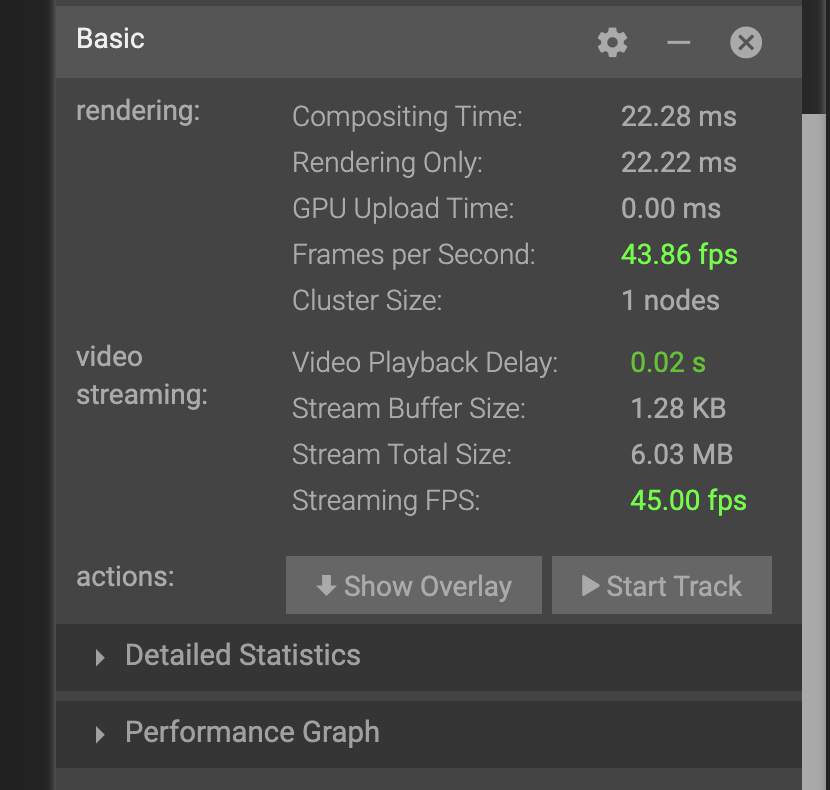 Basic
rendering:
Compositing Time: 22.28 ms
Rendering Only: 22.22 ms
GPU Upload Time: 0.00 ms
Frames per Second: 43.86 fps
Cluster Size: 1 nodes
video
streaming:
Video Playback Delay: 0.02 s
Stream Buffer Size: 1.28 KB
Stream Total Size: 6.03 MB
Streaming FPS: 45.00 fps
actions:
Show Overlay
Start Track
Detailed Statistics
Performance Graph